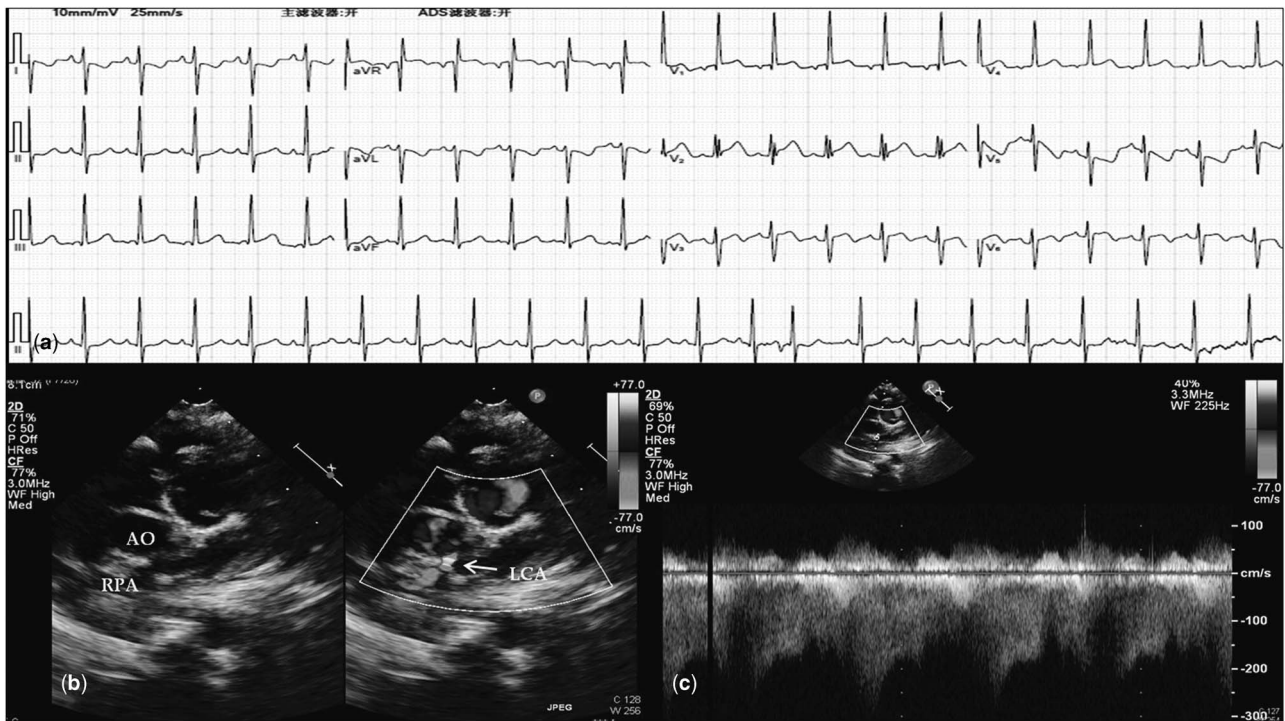 10mm/mV 25mm/s 主滤波器:开 ADS滤波器:开
I aVR V₁ V₄
II aVL V₂ V₅
III aVF V₃ V₆
II
(a)
8.1cm
2D
71%
C 50
P Off
HRes
CF
77%
3.0MHz
WF High
Med
AO
RPA
(b)
P
X
+77.0
-77.0
cm/s
LCA
JPEG
C 128
W 256
2D
69%
C 50
P Off
HRes
CF
77%
3.0MHz
WF High
Med
(c)
40%
3.3MHz
WF 225Hz
-77.0
cm/s
100
cm/s
-100
-200
-300